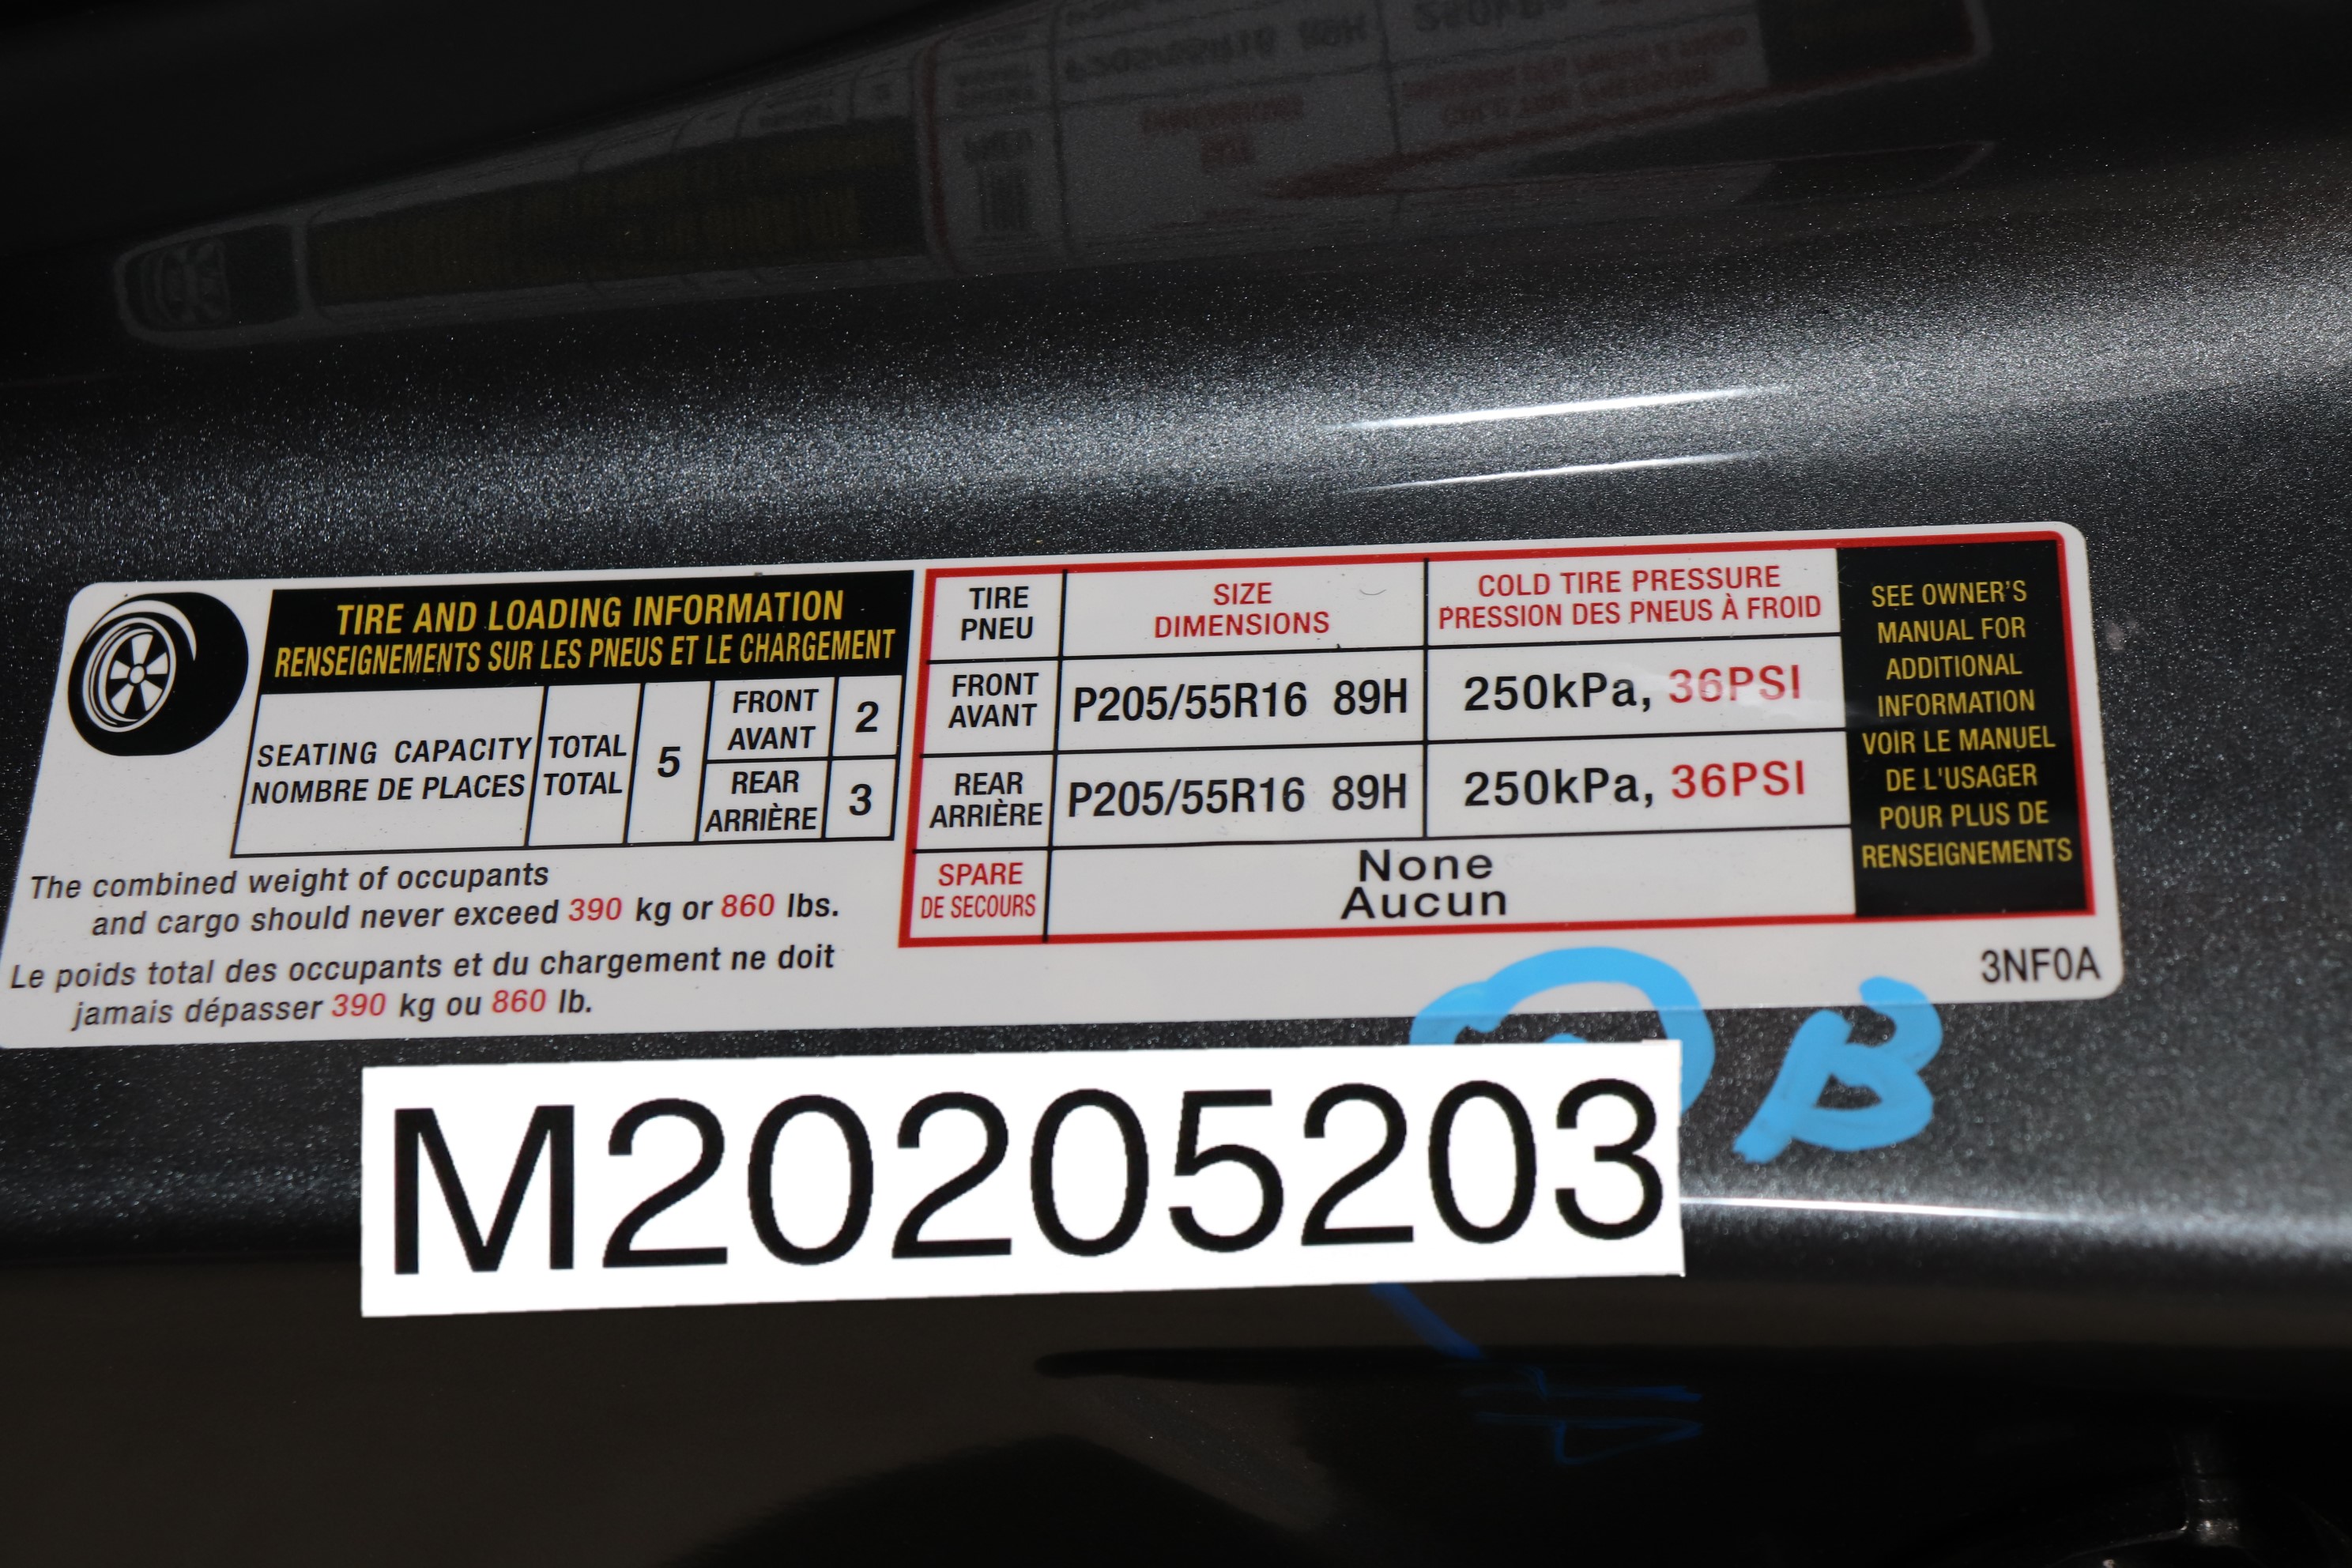 TIRE AND LOADING INFORMATION
RENSEIGNEMENTS SUR LES PNEUS ET LE CHARGEMENT
SEATING CAPACITY
NOMBRE DE PLACES
TOTAL
TOTAL
5
FRONT
AVANT
2
REAR
ARRIÈRE
3
The combined weight of occupants
and cargo should never exceed 390 kg or 860 lbs.
Le poids total des occupants et du chargement ne doit
jamais dépasser 390 kg ou 860 lb.
TIRE
PNEU
SIZE
DIMENSIONS
COLD TIRE PRESSURE
PRESSION DES PNEUS À FROID
FRONT
AVANT
P205/55R16 89H
250kPa, 36PSI
REAR
ARRIÈRE
P205/55R16 89H
250kPa, 36PSI
SPARE
DE SECOURS
None
Aucun
SEE OWNER'S
MANUAL FOR
ADDITIONAL
INFORMATION
VOIR LE MANUEL
DE L'USAGER
POUR PLUS DE
RENSEIGNEMENTS
3NF0A
B
M20205203